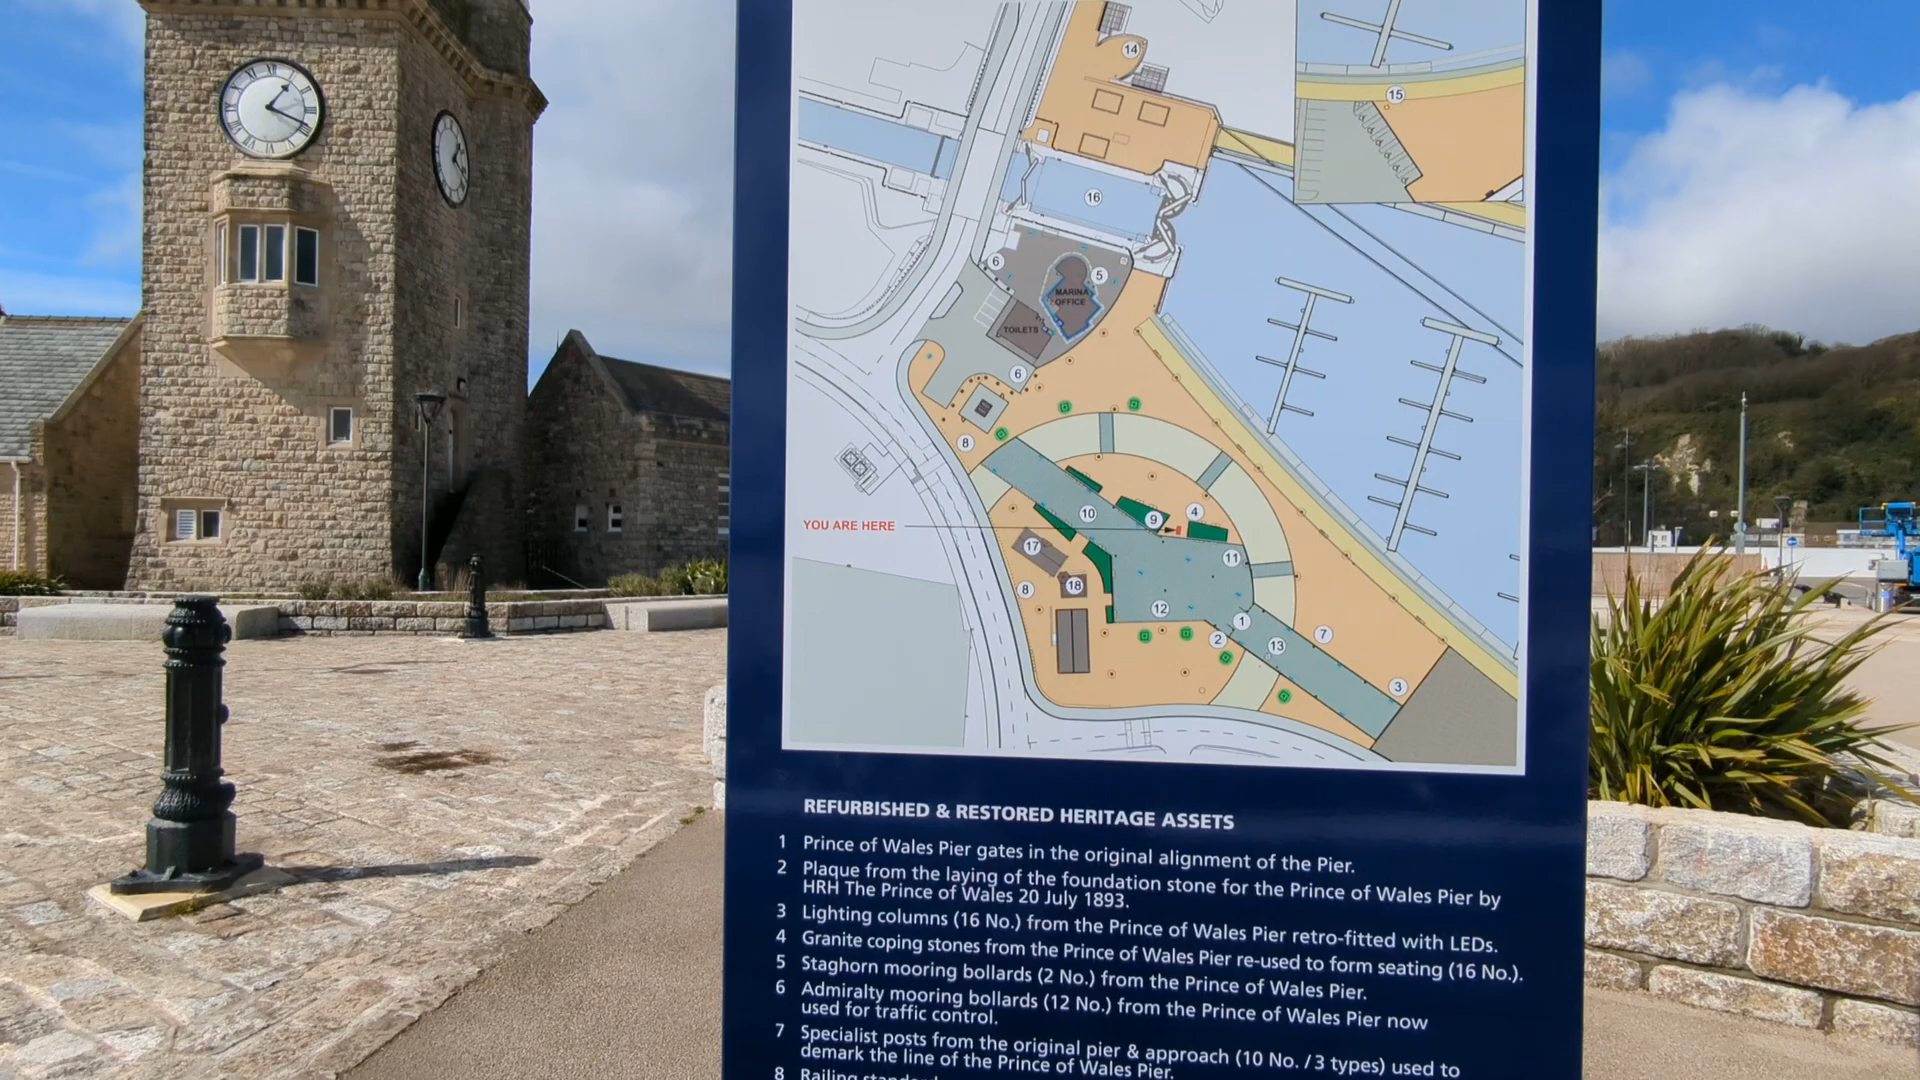 14
15
16
6
5
MARINA
OFFICE
TOILETS
6
8
10
9
4
YOU ARE HERE
17
11
18
8
12
1
2
7
13
3
REFURBISHED & RESTORED HERITAGE ASSETS
1 Prince of Wales Pier gates in the original alignment of the Pier.
2 Plaque from the laying of the foundation stone for the Prince of Wales Pier by
HRH The Prince of Wales 20 July 1893.
3 Lighting columns (16 No.) from the Prince of Wales Pier retro-fitted with LEDs.
4 Granite coping stones from the Prince of Wales Pier re-used to form seating (16 No.).
5 Staghorn mooring bollards (2 No.) from the Prince of Wales Pier.
6 Admiralty mooring bollards (12 No.) from the Prince of Wales Pier now
used for traffic control.
7 Specialist posts from the original pier & approach (10 No. / 3 types) used to
demark the line of the Prince of Wales Pier.
8 Railing